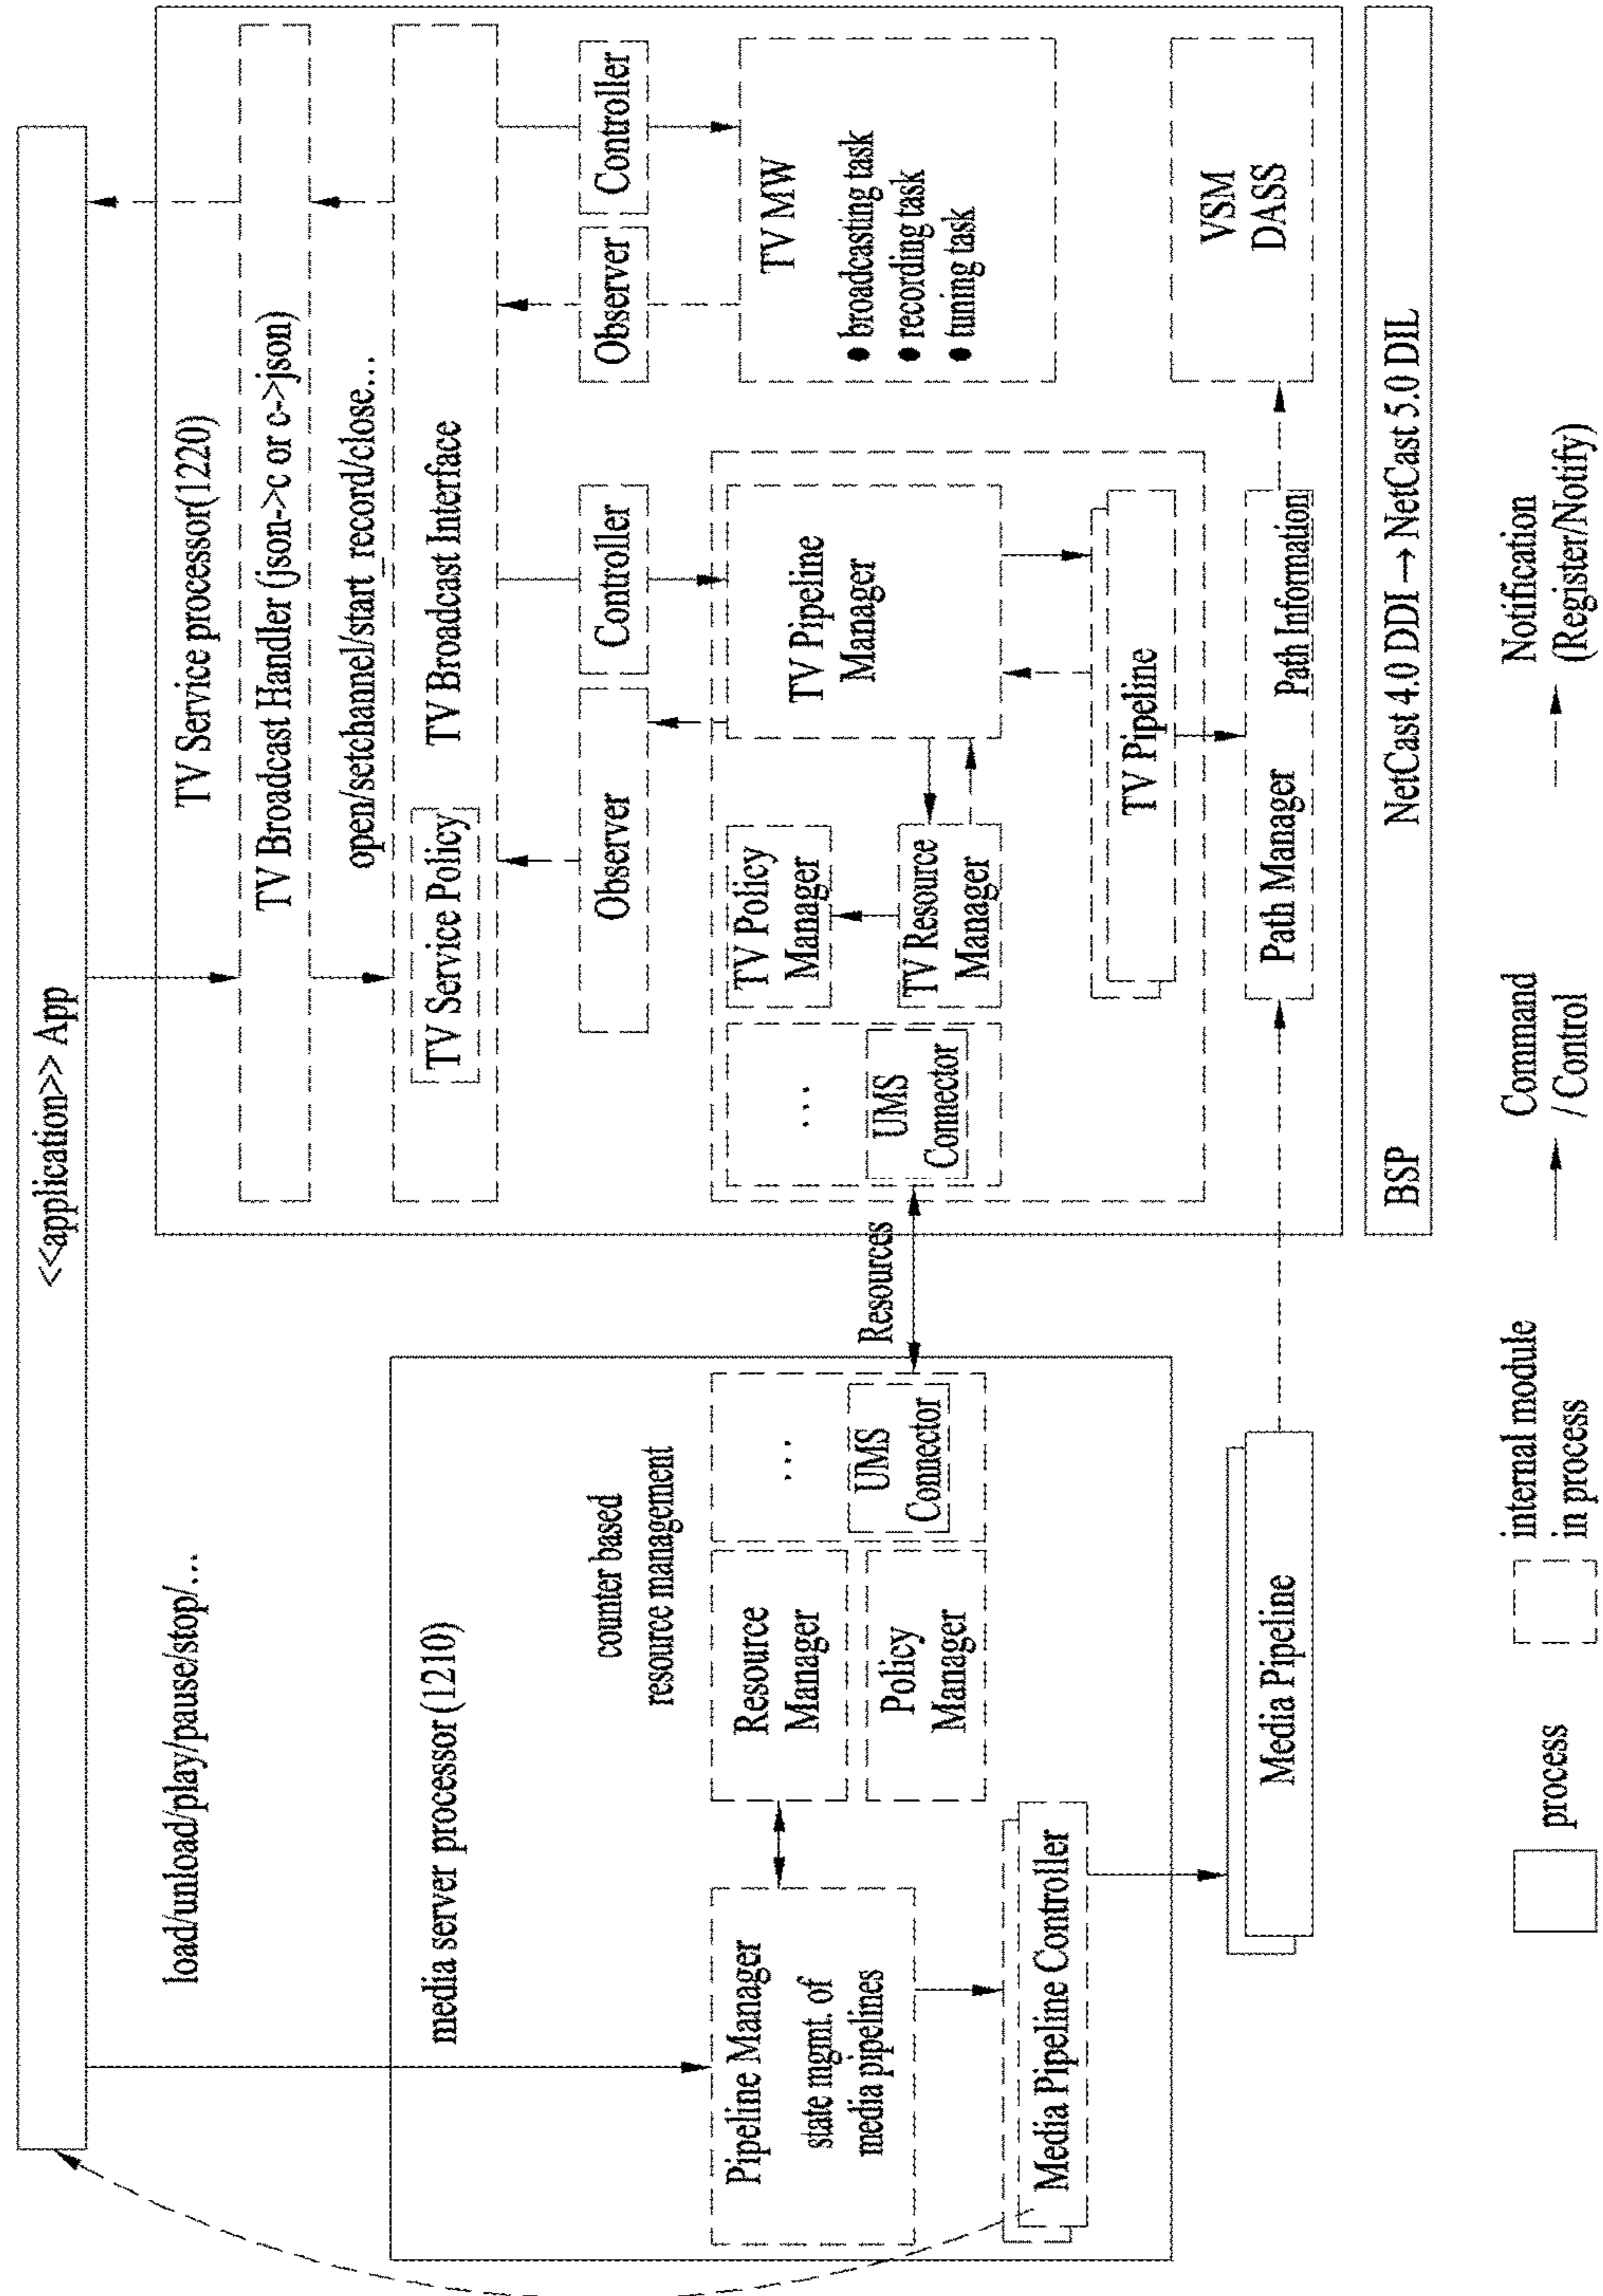 <<application>> App
load/unload/play/pause/stop/...
media server processor(1210)
Pipeline Manager
state mgmt. of
media pipelines
counter based
resource management
Resource
Manager
Policy
Manager
...
UMS
Connector
Media Pipeline Controller
Media Pipeline
Resources
TV Service processor(1220)
TV Broadcast Handler (json->c or c->json)
open/setchannel/start_record/close...
TV Service Policy
TV Broadcast Interface
Observer
Controller
Observer
Controller
...
UMS
Connector
TV Policy
Manager
TV Resource
Manager
TV Pipeline
Manager
TV Pipeline
TV MW
● broadcasting task
● recording task
● tuning task
Path Manager
Path Information
VSM
DASS
BSP
NetCast 4.0 DDI → NetCast 5.0 DIL
process
internal module
in process
Command
/ Control
Notification
(Register/Notify)